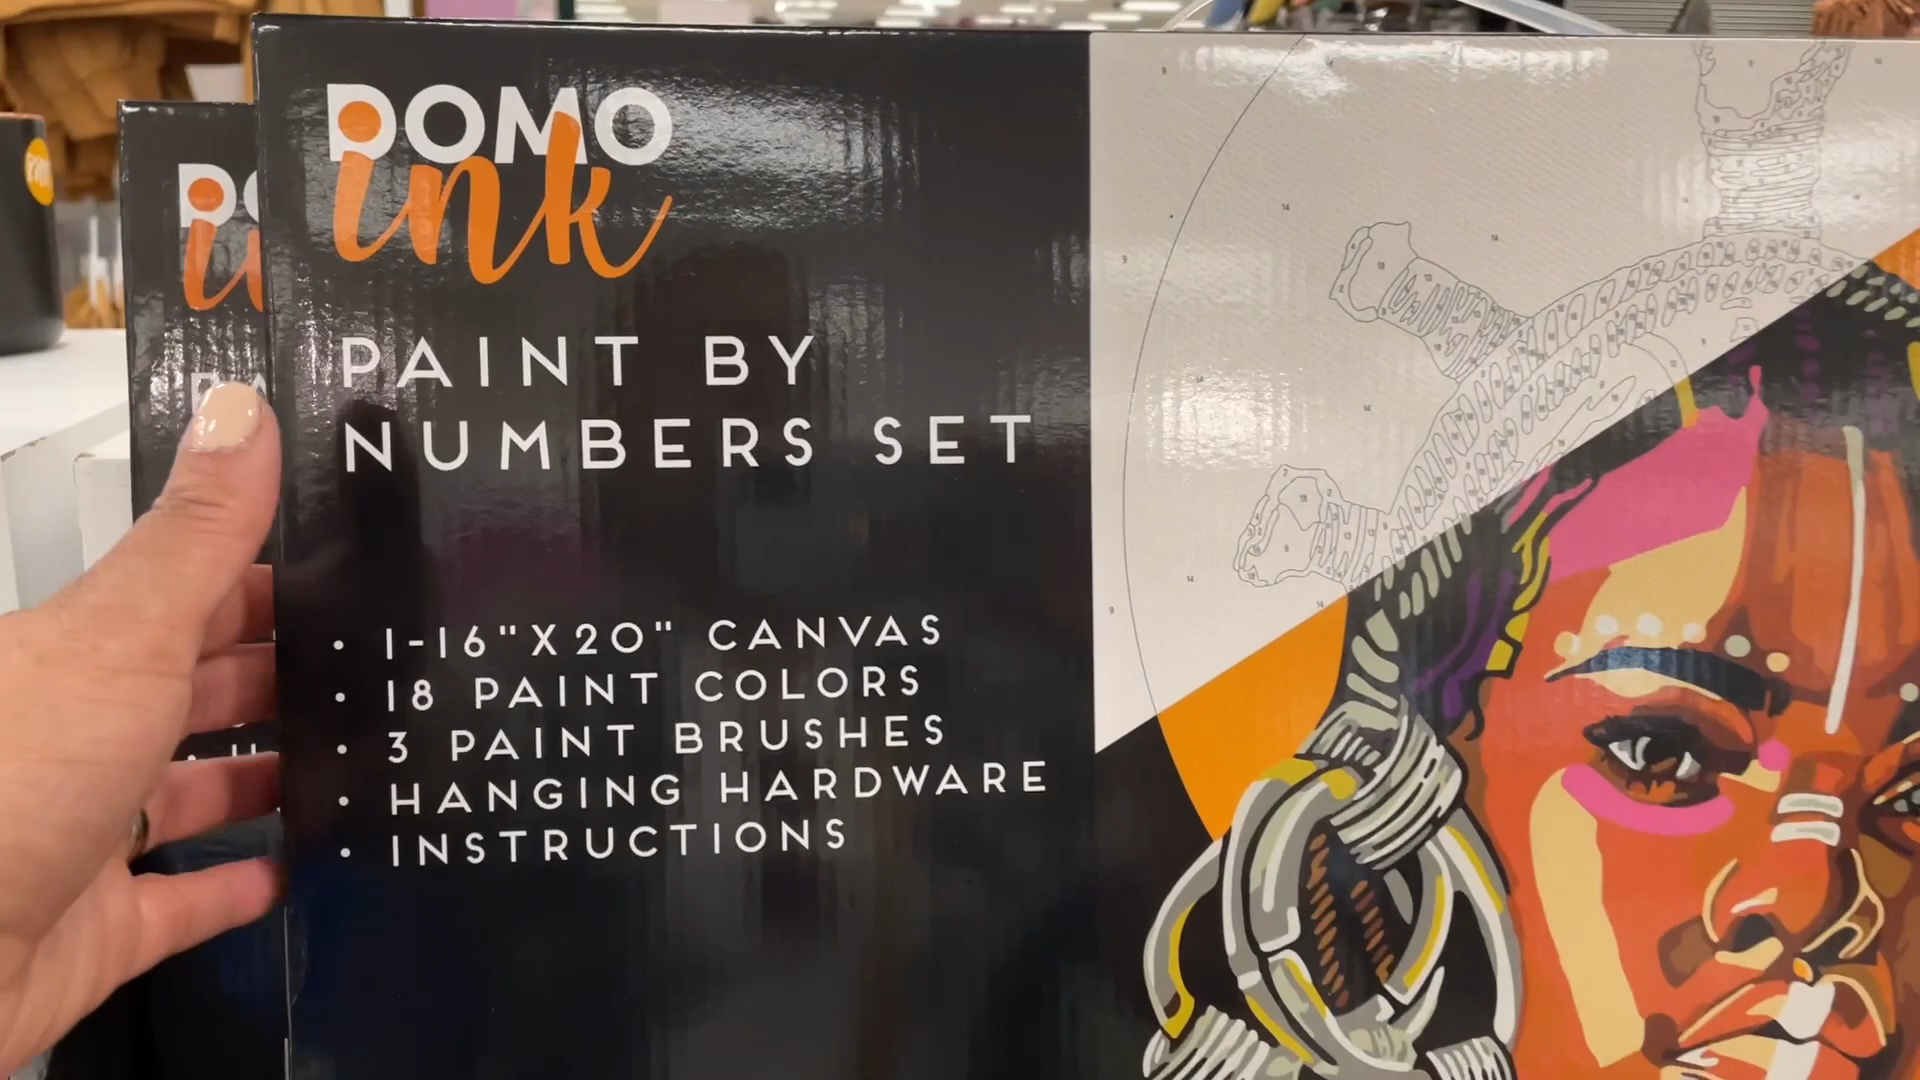 DOMO
ink
PAINT BY
NUMBERS SET
• 1-16"X20" CANVAS
• 18 PAINT COLORS
• 3 PAINT BRUSHES
• HANGING HARDWARE
• INSTRUCTIONS